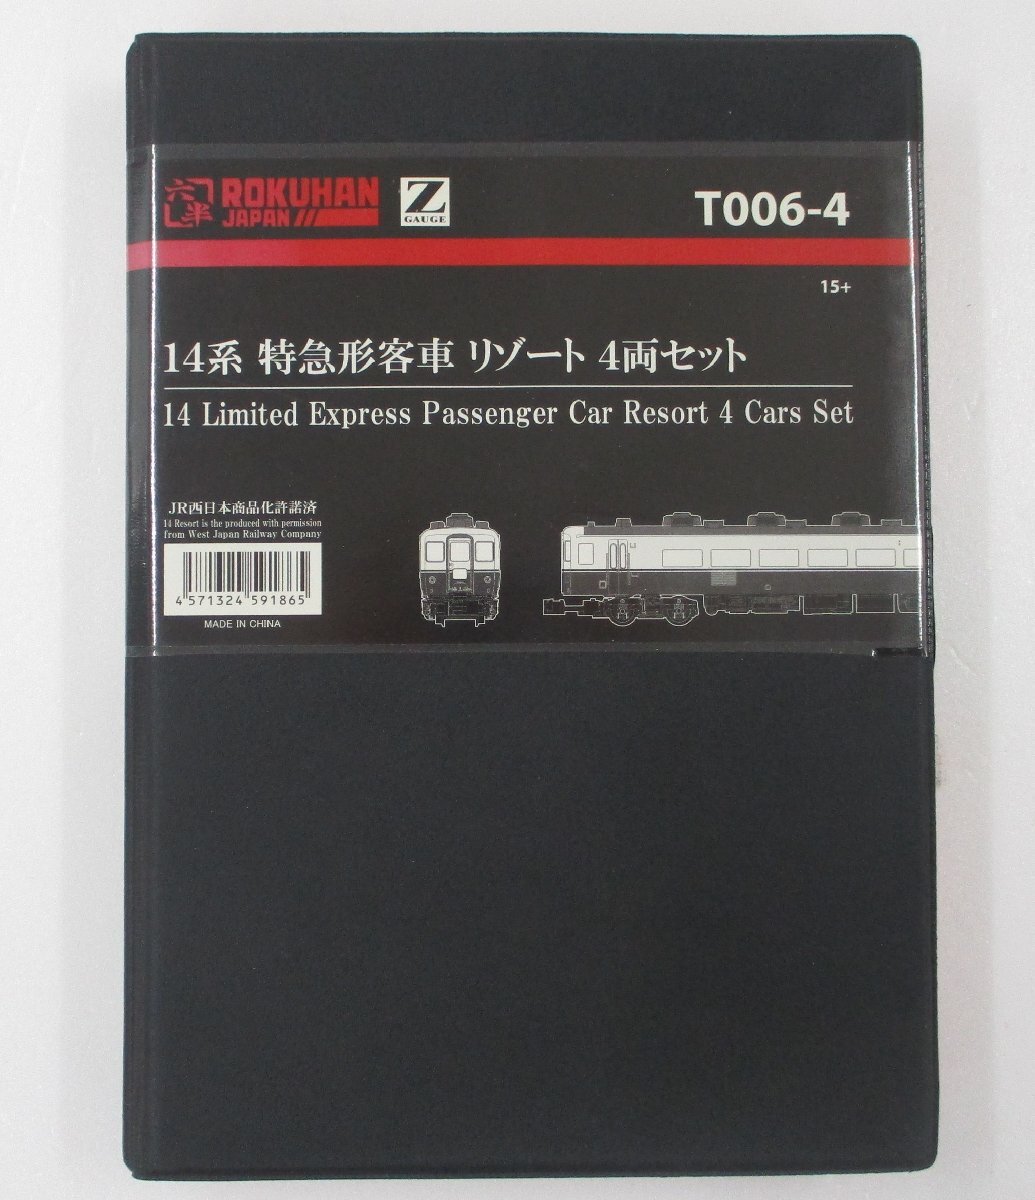 六半 ROKUHAN
JAPAN
Z
GAUGE
T006-4
15+
14系 特急形客車 リゾート 4両セット
14 Limited Express Passenger Car Resort 4 Cars Set
JR西日本商品化許諾済
14 Resort is the produced with permission
from West Japan Railway Company
4 571324 591865
MADE IN CHINA